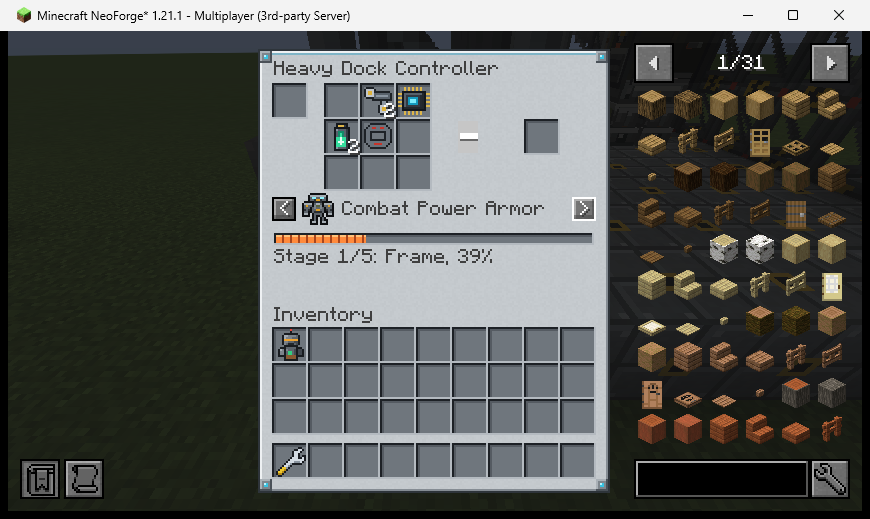 Minecraft NeoForge* 1.21.1 - Multiplayer (3rd-party Server)
Heavy Dock Controller
1/31
2
2
Combat Power Armor
Stage 1/5: Frame, 39%
Inventory